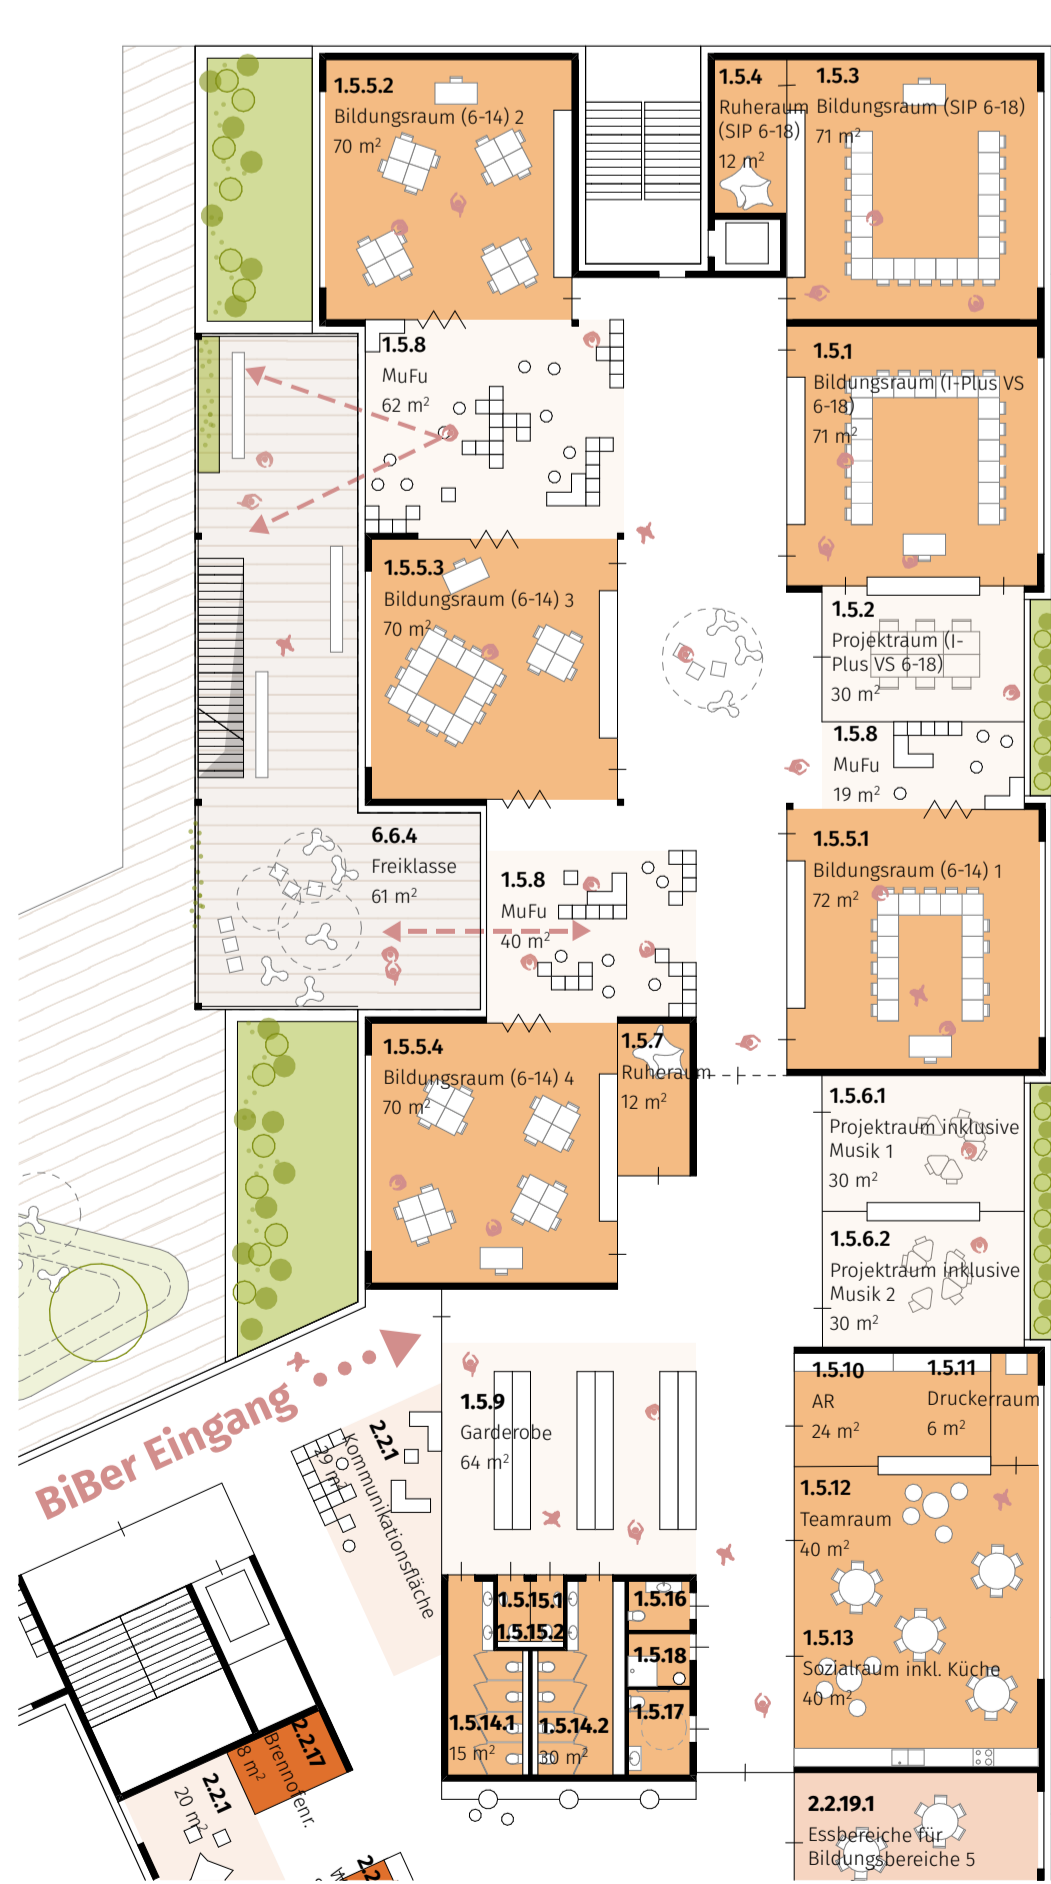 1.5.5.2
Bildungsraum (6-14) 2
70 m²
1.5.4
Ruheraum
(SIP 6-18)
12 m²
1.5.3
Bildungsraum (SIP 6-18)
71 m²
1.5.8
MuFu
62 m²
1.5.1
Bildungsraum (I-Plus VS
6-18)
71 m²
1.5.5.3
Bildungsraum (6-14) 3
70 m²
1.5.2
Projektraum (I-
Plus VS 6-18)
30 m²
1.5.8
MuFu
19 m²
6.6.4
Freiklasse
61 m²
1.5.8
MuFu
40 m²
1.5.5.1
Bildungsraum (6-14) 1
72 m²
1.5.5.4
Bildungsraum (6-14) 4
70 m²
1.5.7
Ruheraum
12 m²
1.5.6.1
Projektraum inklusive
Musik 1
30 m²
1.5.6.2
Projektraum inklusive
Musik 2
30 m²
BiBer Eingang
2.2.1
Kommunikationsfläche
29 m²
1.5.9
Garderobe
64 m²
1.5.10
AR
24 m²
1.5.11
Druckerraum
6 m²
1.5.12
Teamraum
40 m²
1.5.13
Sozialraum inkl. Küche
40 m²
1.5.15.1
1.5.15.2
1.5.16
1.5.18
1.5.17
1.5.14.1
15 m²
1.5.14.2
30 m²
2.2.17
Brennofenr.
8 m²
2.2.1
20 m²
2.2.19.1
Essbereiche für
Bildungsbereiche 5